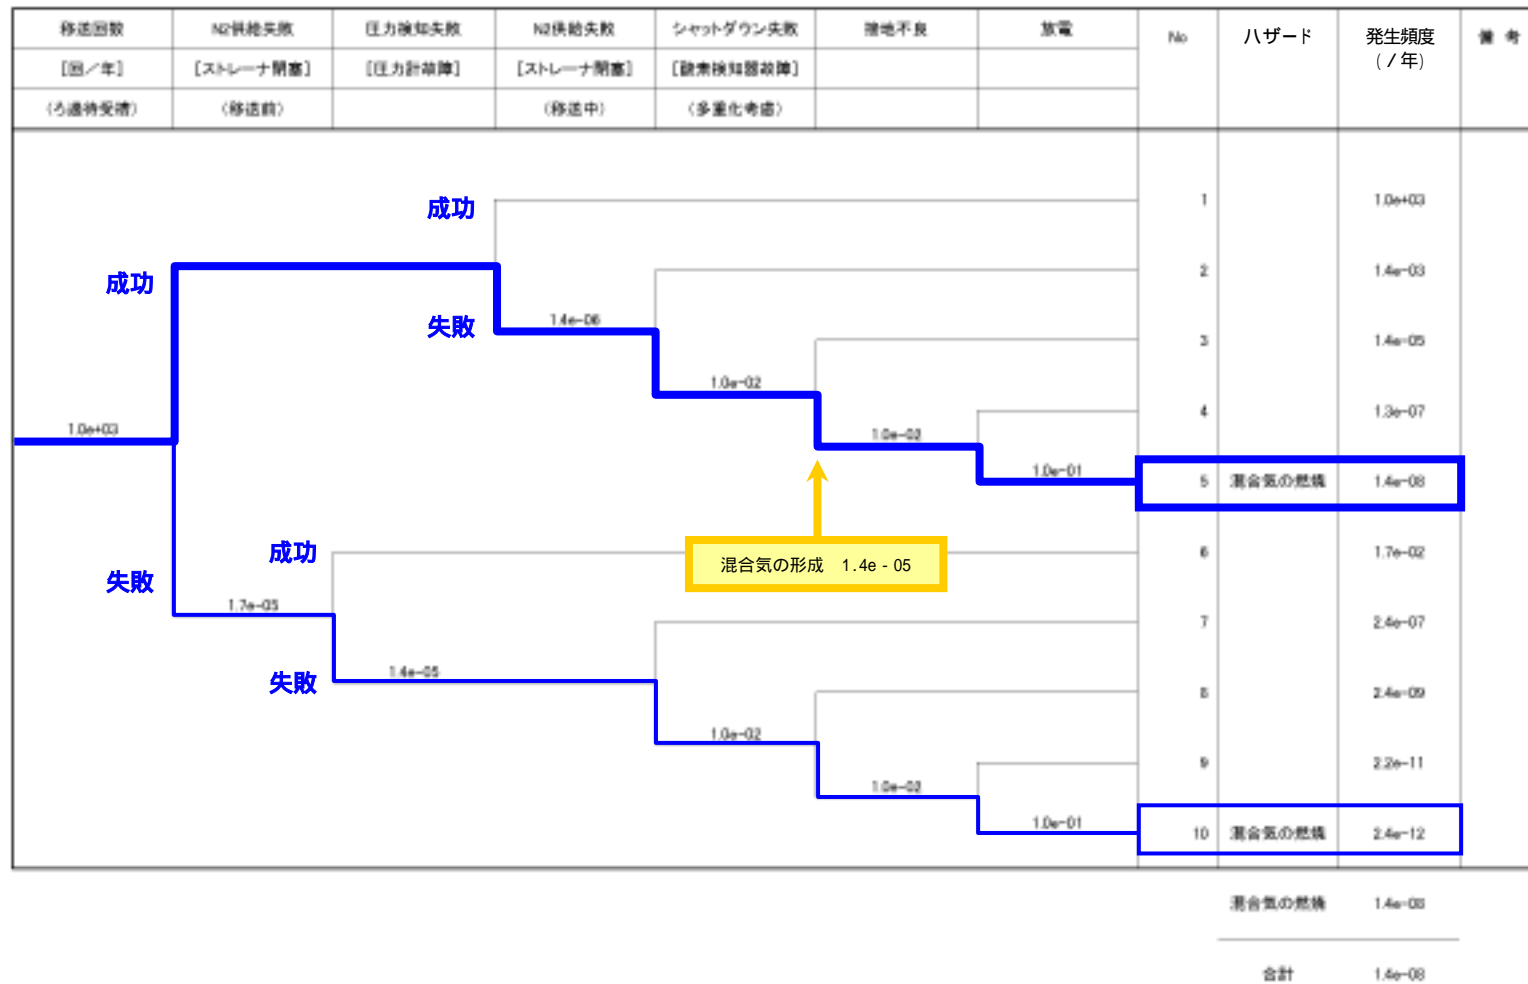 移送回数 N2供給失敗 圧力検知失敗 N2供給失敗 シャットダウン失敗 接地不良 放電 No ハザード 発生頻度 備考
[回/年] [ストレーナ閉塞] [圧力計故障] [ストレーナ閉塞] [酸素検知器故障] (/年)
(ろ過待受槽) (移送前) (移送中) (多重化考慮)
成功 1 1.0e+03
成功 2 1.4e-03
失敗 1.4e-06
3 1.4e-05
1.0e-02
4 1.3e-07
1.0e+03 1.0e-02
1.0e-01 5 混合気の燃焼 1.4e-08
成功 6 1.7e-02
混合気の形成 1.4e-05
失敗
1.7e-05 7 2.4e-07
失敗 1.4e-05
8 2.4e-09
1.0e-02
9 2.2e-11
1.0e-02
1.0e-01 10 混合気の燃焼 2.4e-12
混合気の燃焼 1.4e-08
合計 1.4e-08